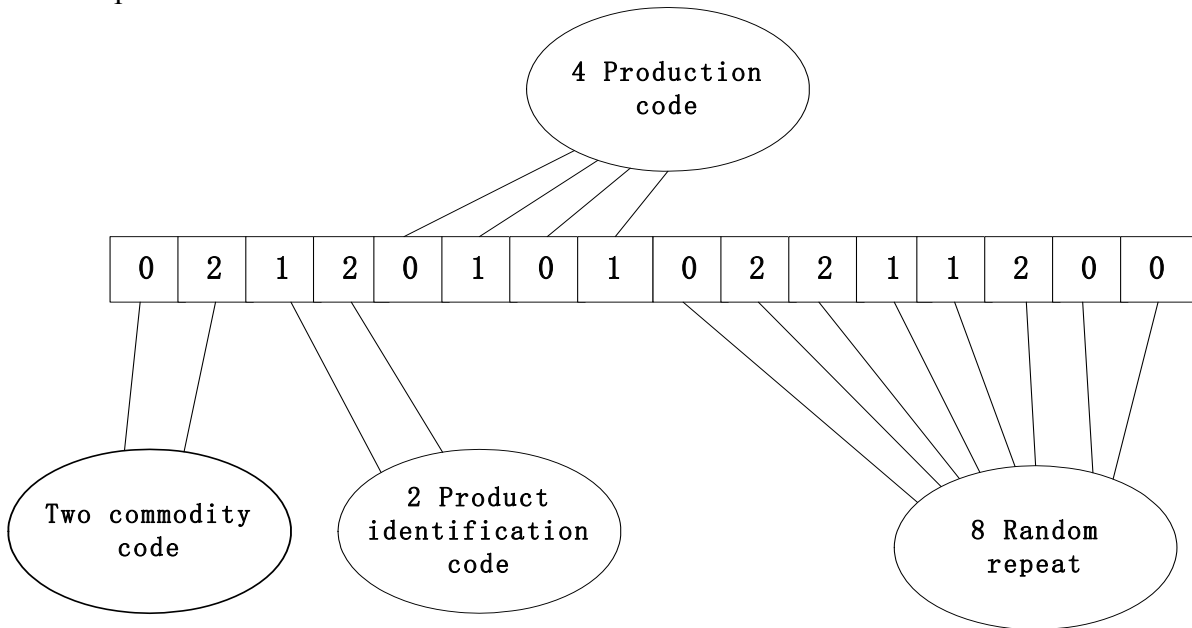 4 Production
code
0 2 1 2 0 1 0 1 0 2 2 1 1 2 0 0
Two commodity
code
2 Product
identification
code
8 Random
repeat